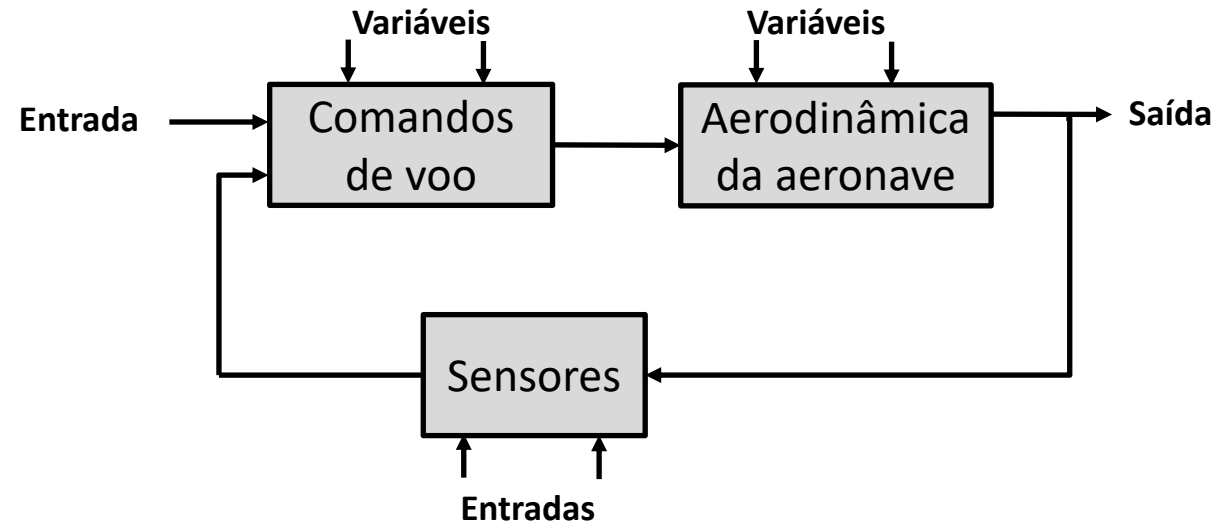 Variáveis
Variáveis
Entrada
Comandos
de voo
Aerodinâmica
da aeronave
Saída
Sensores
Entradas